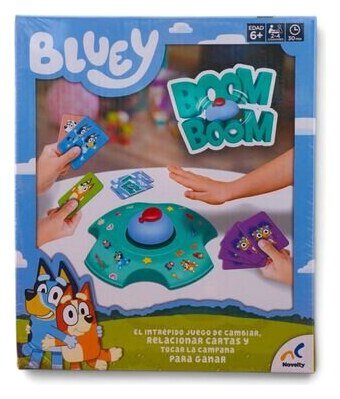 BLUEY
EDAD
6+
2-4
30 min
BOOM
BOOM
EL INTRÉPIDO JUEGO DE CAMBIAR,
RELACIONAR CARTAS Y
TOCAR LA CAMPANA
PARA GANAR
Novelty